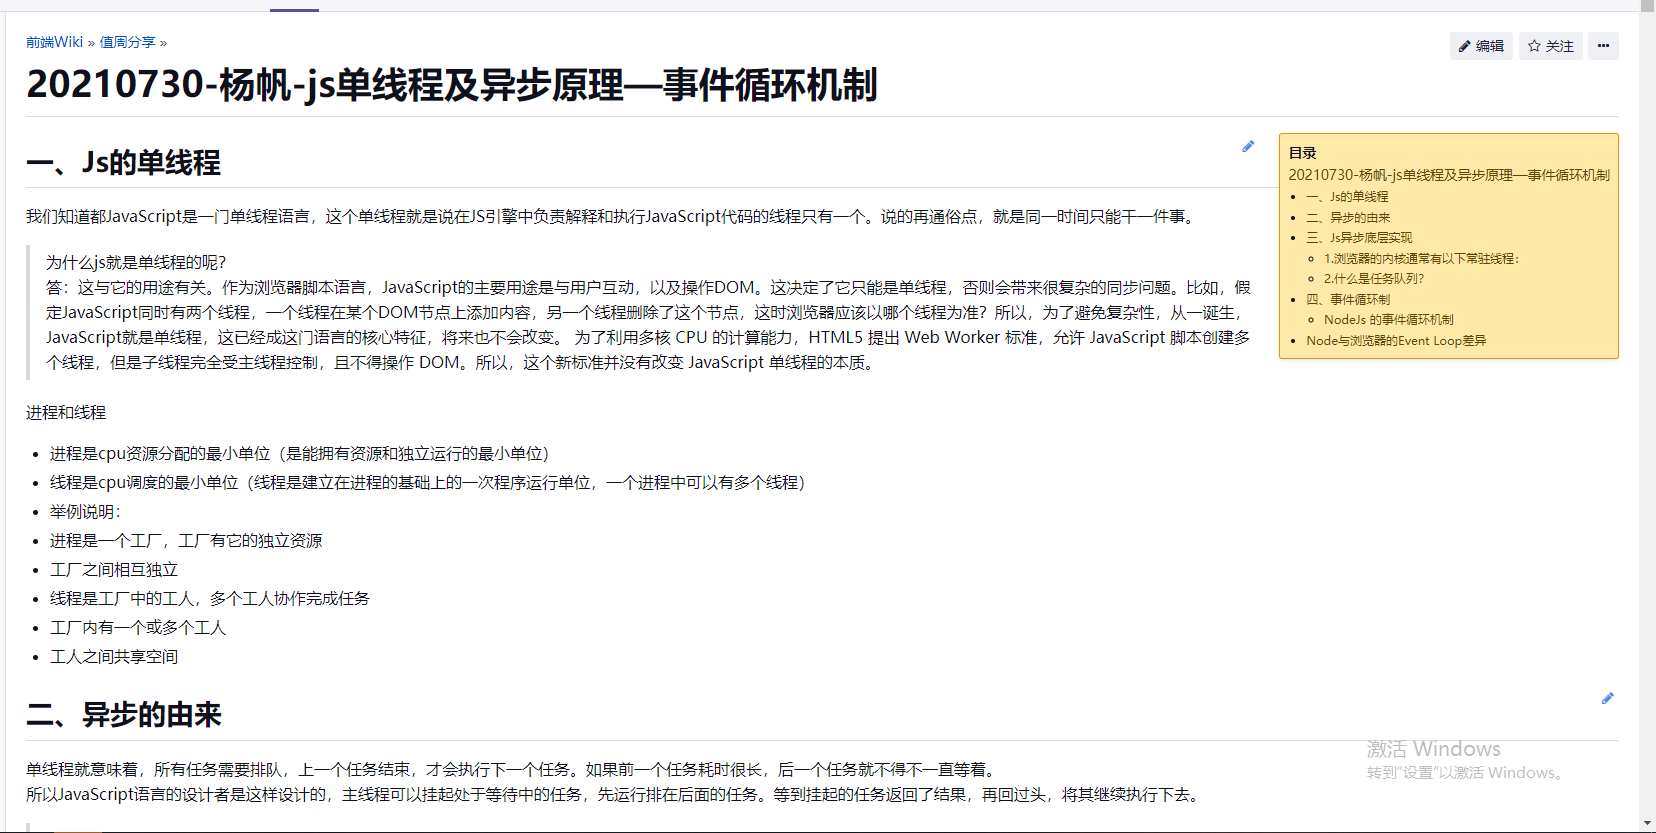 前端Wiki » 值周分享 »
编辑
关注
20210730-杨帆-js单线程及异步原理—事件循环机制
一、Js的单线程
我们知道都JavaScript是一门单线程语言，这个单线程就是说在JS引擎中负责解释和执行JavaScript代码的线程只有一个。说的再通俗点，就是同一时间只能干一件事。
为什么js就是单线程的呢？
答：这与它的用途有关。作为浏览器脚本语言，JavaScript的主要用途是与用户互动，以及操作DOM。这决定了它只能是单线程，否则会带来很复杂的同步问题。比如，假
定JavaScript同时有两个线程，一个线程在某个DOM节点上添加内容，另一个线程删除了这个节点，这时浏览器应该以哪个线程为准？所以，为了避免复杂性，从一诞生，
JavaScript就是单线程，这已经成这门语言的核心特征，将来也不会改变。 为了利用多核 CPU 的计算能力，HTML5 提出 Web Worker 标准，允许 JavaScript 脚本创建多
个线程，但是子线程完全受主线程控制，且不得操作 DOM。所以，这个新标准并没有改变 JavaScript 单线程的本质。
目录
20210730-杨帆-js单线程及异步原理—事件循环机制
一、Js的单线程
二、异步的由来
三、Js异步底层实现
1.浏览器的内核通常有以下常驻线程：
2.什么是任务队列？
四、事件循环制
NodeJs 的事件循环机制
Node与浏览器的Event Loop差异
进程和线程
进程是cpu资源分配的最小单位（是能拥有资源和独立运行的最小单位）
线程是cpu调度的最小单位（线程是建立在进程的基础上的一次程序运行单位，一个进程中可以有多个线程）
举例说明：
进程是一个工厂，工厂有它的独立资源
工厂之间相互独立
线程是工厂中的工人，多个工人协作完成任务
工厂内有一个或多个工人
工人之间共享空间
二、异步的由来
单线程就意味着，所有任务需要排队，上一个任务结束，才会执行下一个任务。如果前一个任务耗时很长，后一个任务就不得不一直等着。
所以JavaScript语言的设计者是这样设计的，主线程可以挂起处于等待中的任务，先运行排在后面的任务。等到挂起的任务返回了结果，再回过头，将其继续执行下去。
激活 Windows
转到“设置”以激活 Windows。